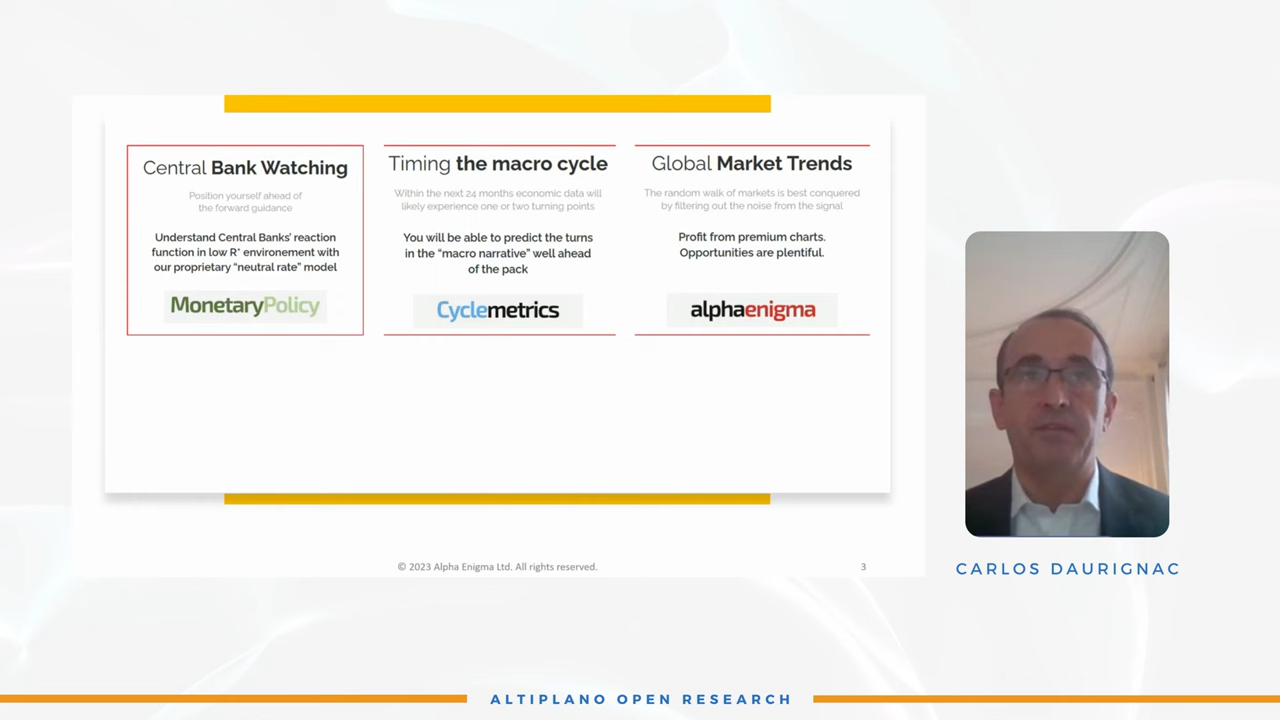 Central Bank Watching
Position yourself ahead of
the forward guidance
Understand Central Banks' reaction
function in low R* environement with
our proprietary “neutral rate” model
MonetaryPolicy
Timing the macro cycle
Within the next 24 months economic data will
likely experience one or two turning points
You will be able to predict the turns
in the “macro narrative” well ahead
of the pack
Cyclemetrics
Global Market Trends
The random walk of markets is best conquered
by filtering out the noise from the signal
Profit from premium charts.
Opportunities are plentiful.
alphaenigma
© 2023 Alpha Enigma Ltd. All rights reserved.
3
CARLOS DAURIGNAC
ALTIPLANO OPEN RESEARCH